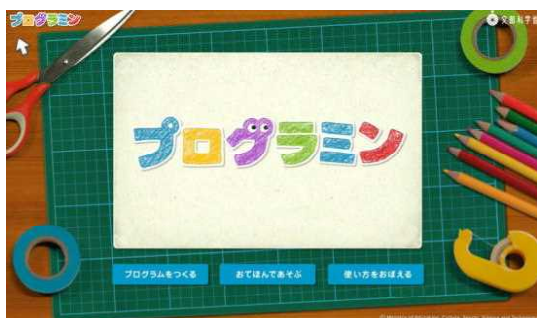 プログラミン
文部科学省
プログラミン
プログラムをつくる
おてほんであそぶ
使い方をおぼえる